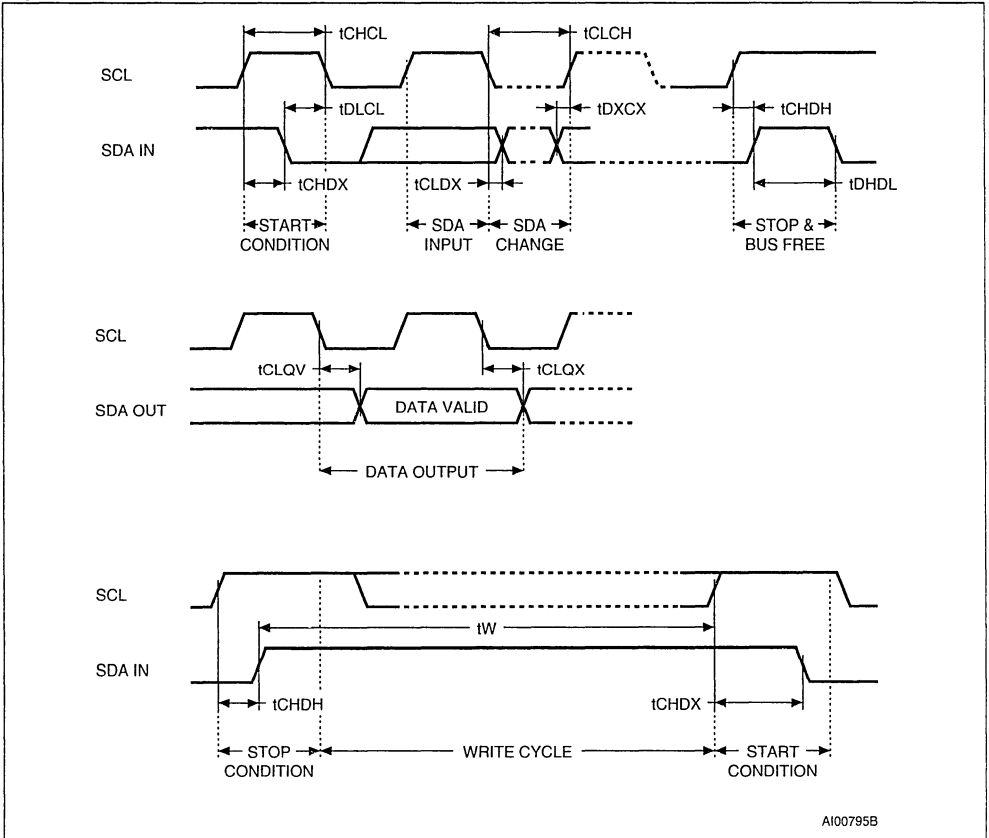 tCHCL
tCLCH
SCL
tDLCL
tDXCX
tCHDH
SDA IN
tCHDX
tCLDX
tDHDL
START
CONDITION
SDA
INPUT
SDA
CHANGE
STOP &
BUS FREE
SCL
tCLQV
tCLQX
SDA OUT
DATA VALID
DATA OUTPUT
SCL
tW
SDA IN
tCHDH
tCHDX
STOP
CONDITION
WRITE CYCLE
START
CONDITION
AI00795B